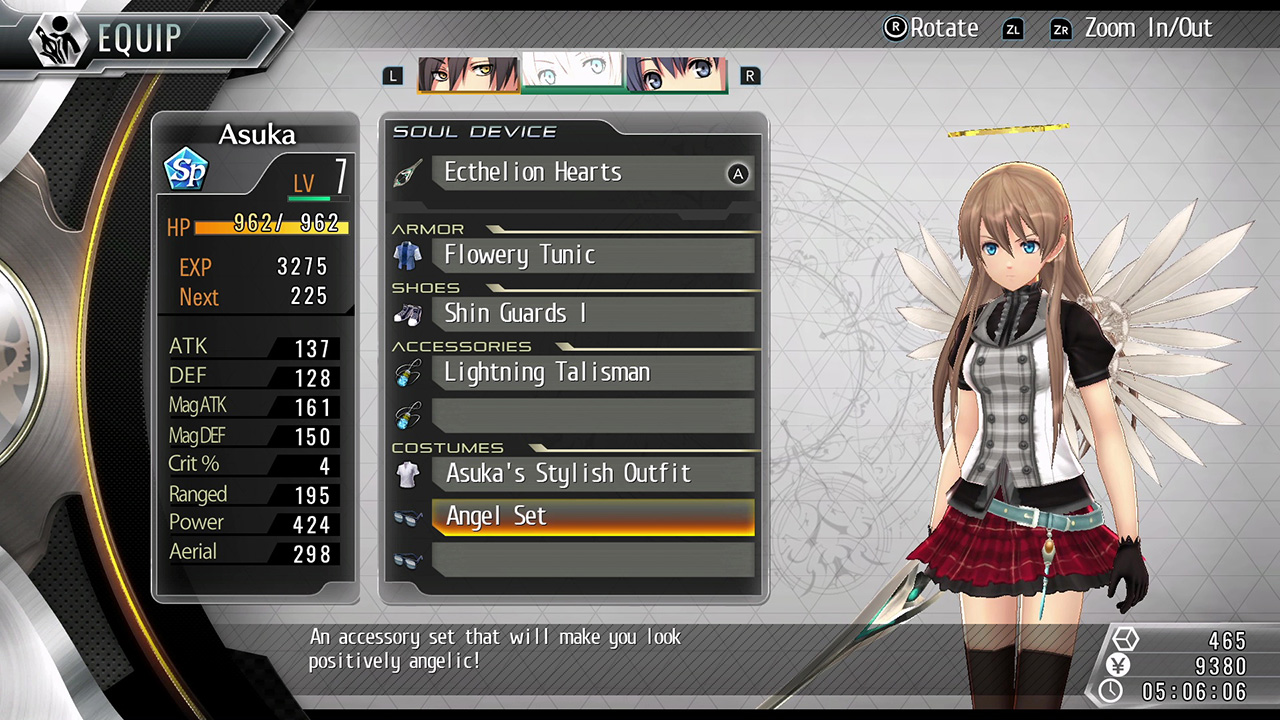 EQUIP
R Rotate ZL ZR Zoom In/Out
L R
Asuka
Sp
LV 7
HP 962/ 962
EXP 3275
Next 225
ATK 137
DEF 128
MagATK 161
MagDEF 150
Crit % 4
Ranged 195
Power 424
Aerial 298
SOUL DEVICE
Ecthelion Hearts A
ARMOR
Flowery Tunic
SHOES
Shin Guards I
ACCESSORIES
Lightning Talisman
COSTUMES
Asuka's Stylish Outfit
Angel Set
An accessory set that will make you look
positively angelic!
465
¥ 9380
05:06:06